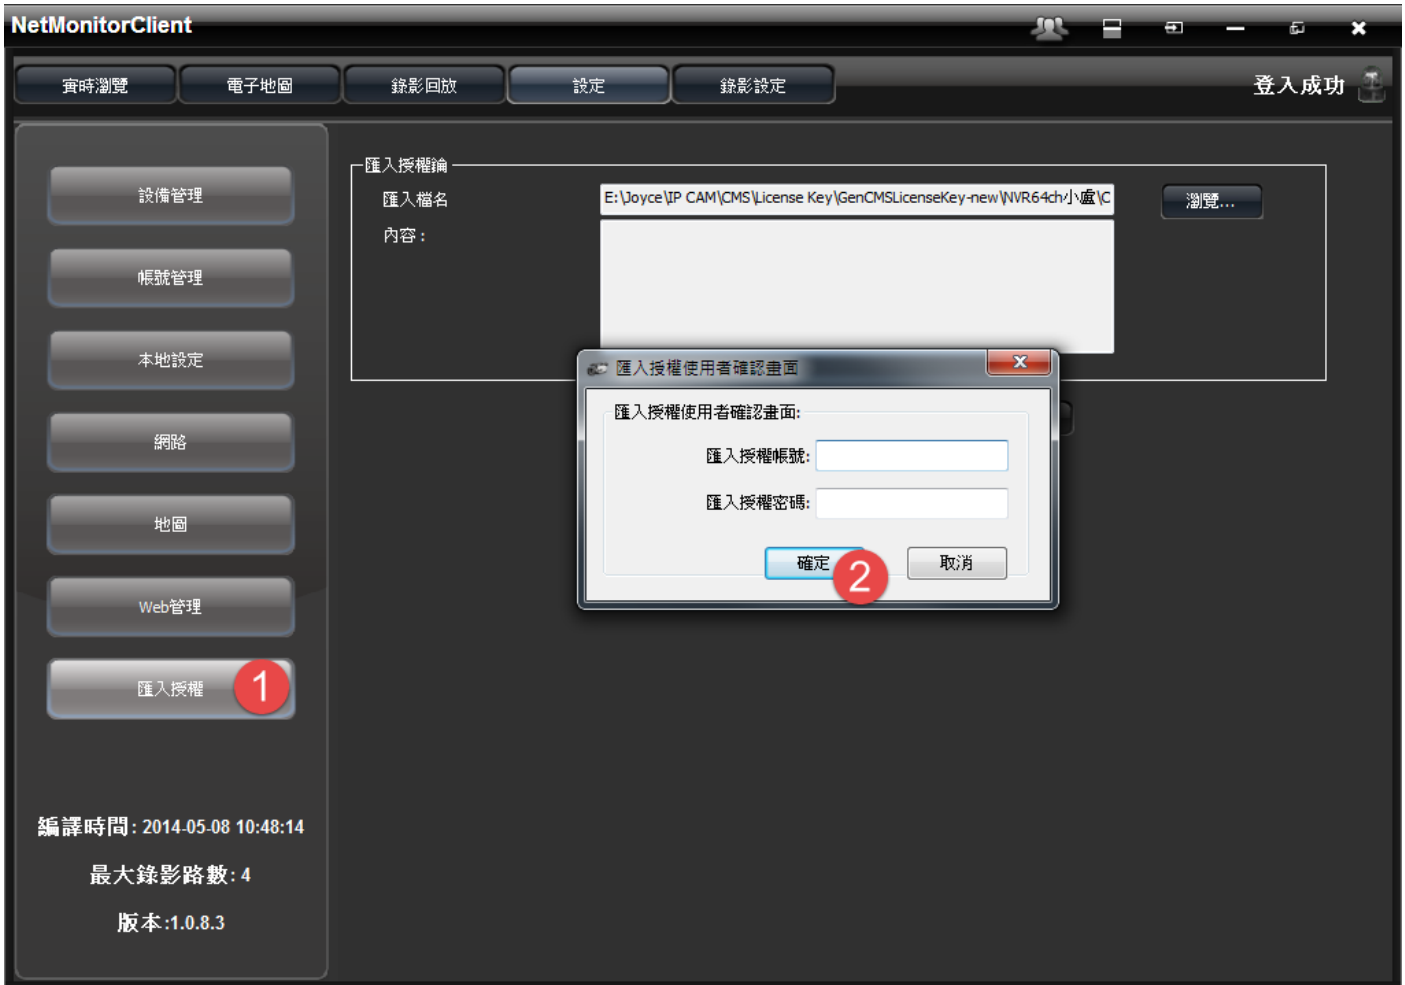 NetMonitorClient
實時瀏覽
電子地圖
錄影回放
設定
錄影設定
登入成功
設備管理
帳號管理
本地設定
網路
地圖
Web管理
匯入授權
1
編譯時間: 2014-05-08 10:48:14
最大錄影路數: 4
版本:1.0.8.3
匯入授權鑰
匯入檔名
E:\Joyce\IP CAM\CMS\License Key\GenCMSLicenseKey-new\NVR64ch小盧\C
瀏覽...
內容：
匯入授權使用者確認畫面
匯入授權使用者確認畫面:
匯入授權帳號:
匯入授權密碼:
確定
2
取消